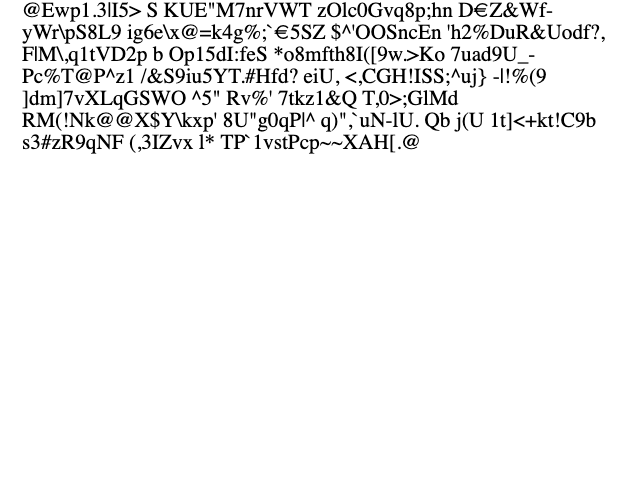 @Ewp1.3|I5> S KUE"M7nrVWT zOlc0Gvq8p;hn D€Z&Wf-
yWr\pS8L9 ig6e\x@=k4g%;`€5SZ $^'OOSncEn 'h2%DuR&Uodf?,
F|M\,q1tVD2p b Op15dI:feS *o8mfth8I([9w.>Ko 7uad9U_-
Pc%T@P^z1 /&S9iu5YT.#Hfd? eiU, <,CGH!ISS;^uj} -|!%(9
]dm]7vXLqGSWO ^5" Rv%' 7tkz1&Q T,0>;GlMd
RM(!Nk@@X$Y\kxp' 8U"g0qP|^ q)",`uN-lU. Qb j(U 1t]<+kt!C9b
s3#zR9qNF (,3IZvx l* TP`1vstPcp~~XAH[.@